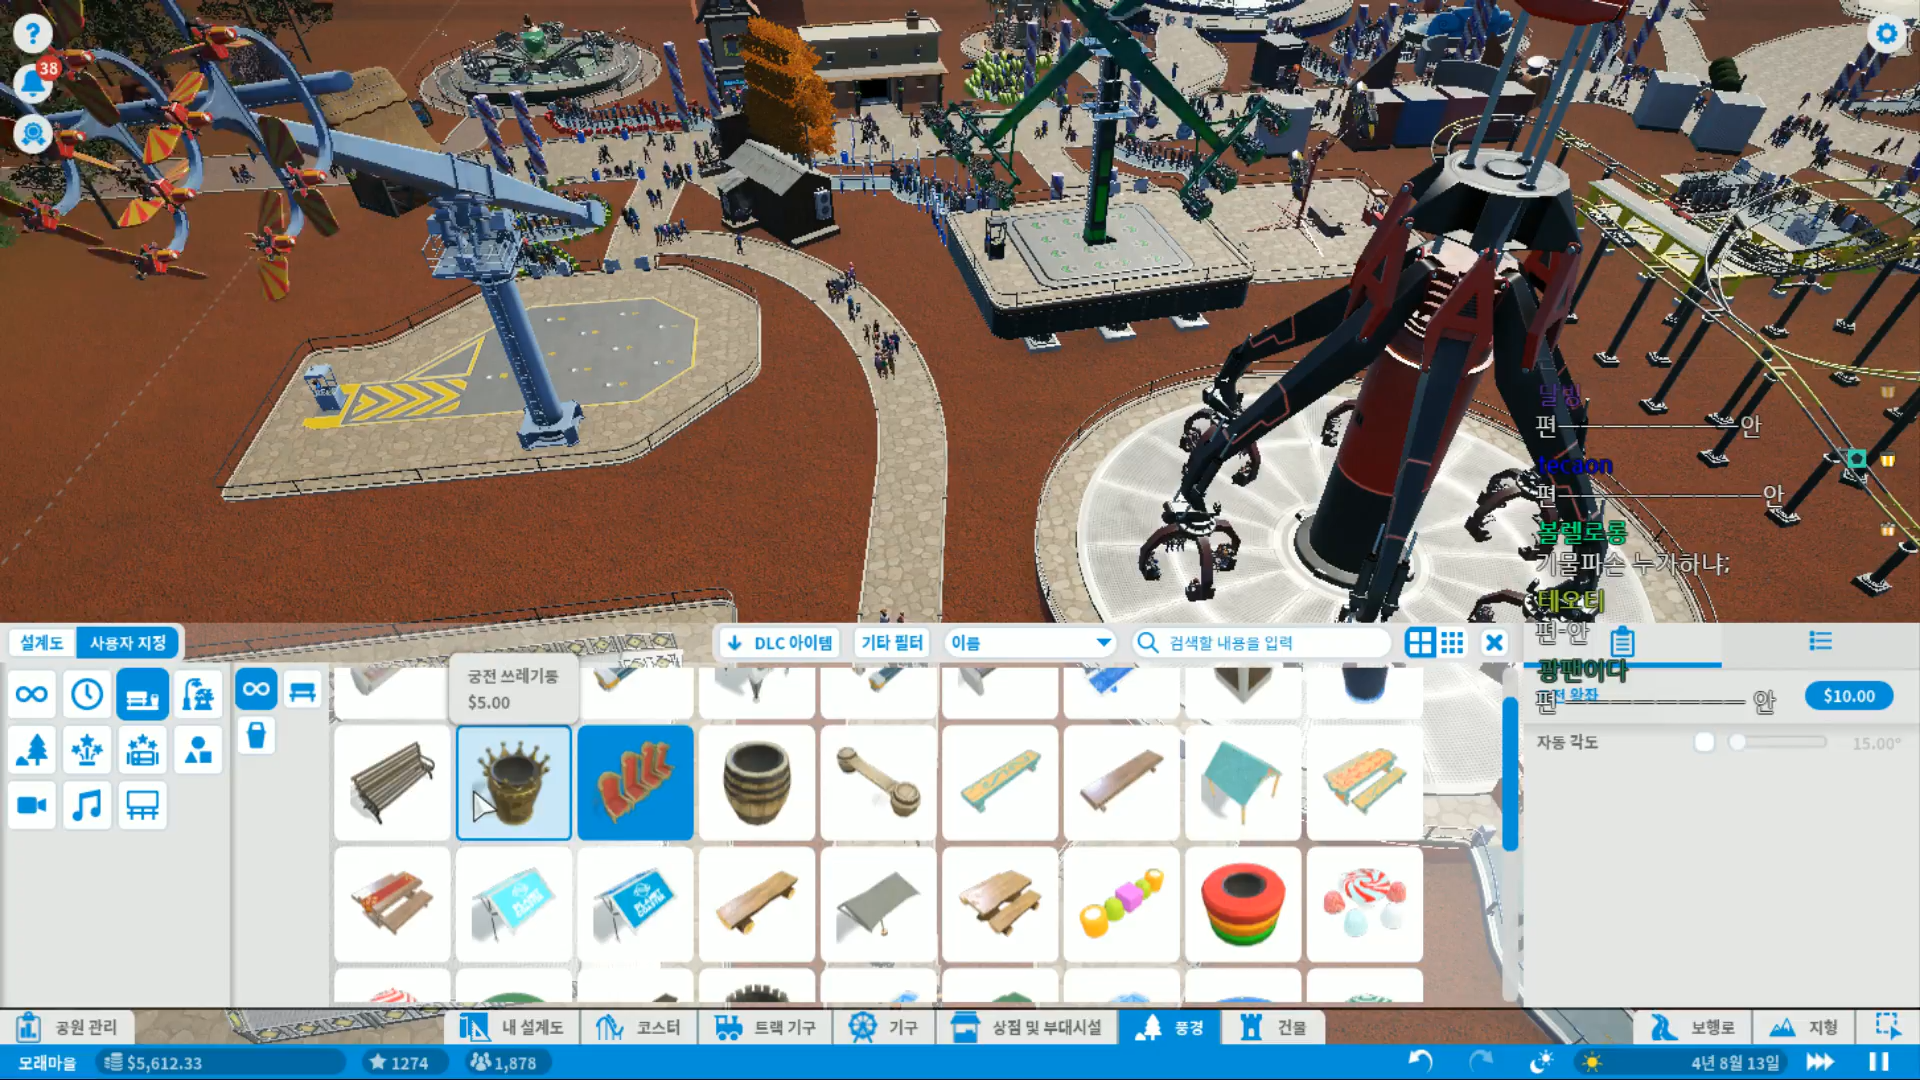 ?
38
달빙
편——————————안
tecaon
편———————————안
볼렐로롱
기물파손 누가하냐;
테오티
편-안
광팬이다
편—————————— 안
설계도
사용자 지정
DLC 아이템
기타 필터
이름
검색할 내용을 입력
궁전 쓰레기통
$5.00
$10.00
자동 각도
15.00°
PLANET COASTER
PLANET COASTER
공원 관리
내 설계도
코스터
트랙 기구
기구
상점 및 부대시설
풍경
건물
보행로
지형
모래마을
$5,612.33
1274
1,878
4년 8월 13일